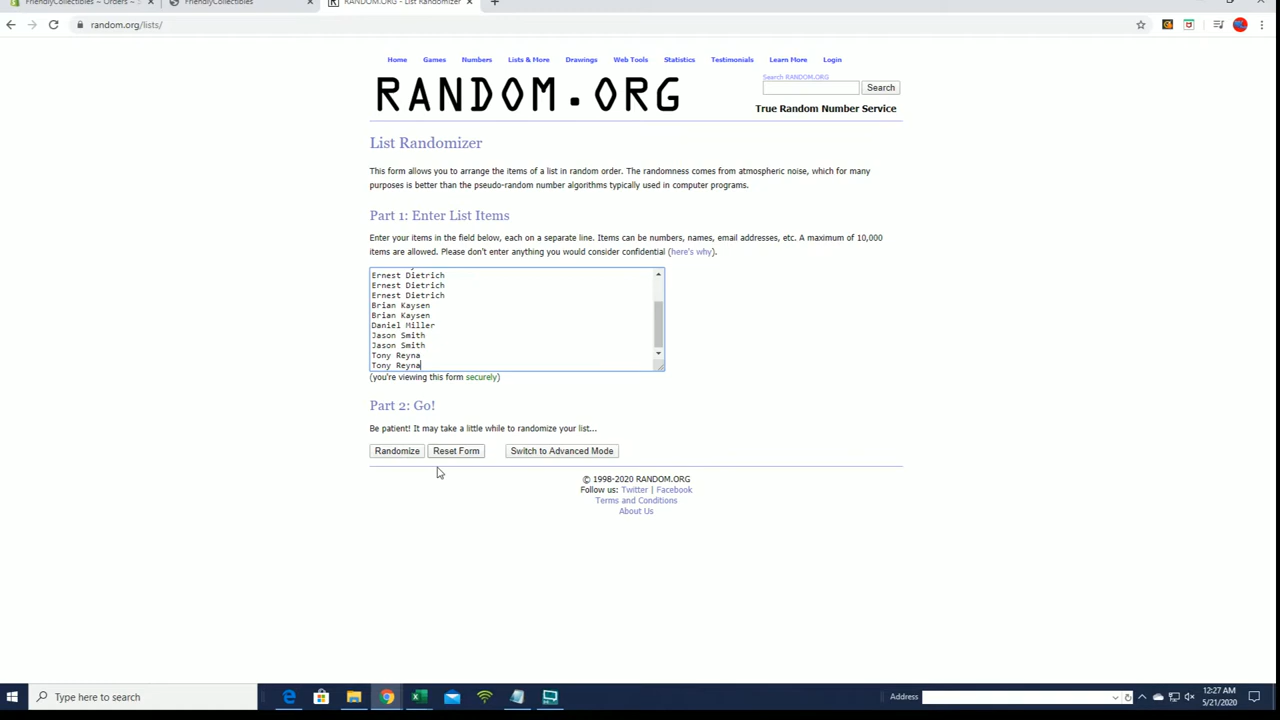 FriendlyCollectibles – Orders –
FriendlyCollectibles
RANDOM.ORG - List Randomizer
random.org/lists/
Home Games Numbers Lists & More Drawings Web Tools Statistics Testimonials Learn More Login
RANDOM.ORG
Search RANDOM.ORG
Search
True Random Number Service
List Randomizer
This form allows you to arrange the items of a list in random order. The randomness comes from atmospheric noise, which for many
purposes is better than the pseudo-random number algorithms typically used in computer programs.
Part 1: Enter List Items
Enter your items in the field below, each on a separate line. Items can be numbers, names, email addresses, etc. A maximum of 10,000
items are allowed. Please don't enter anything you would consider confidential (here's why).
Ernest Dietrich
Ernest Dietrich
Ernest Dietrich
Brian Kaysen
Brian Kaysen
Daniel Miller
Jason Smith
Jason Smith
Tony Reyna
Tony Reyna
(you're viewing this form securely)
Part 2: Go!
Be patient! It may take a little while to randomize your list...
Randomize Reset Form Switch to Advanced Mode
© 1998-2020 RANDOM.ORG
Follow us: Twitter | Facebook
Terms and Conditions
About Us
Type here to search
Address
12:27 AM
5/21/2020